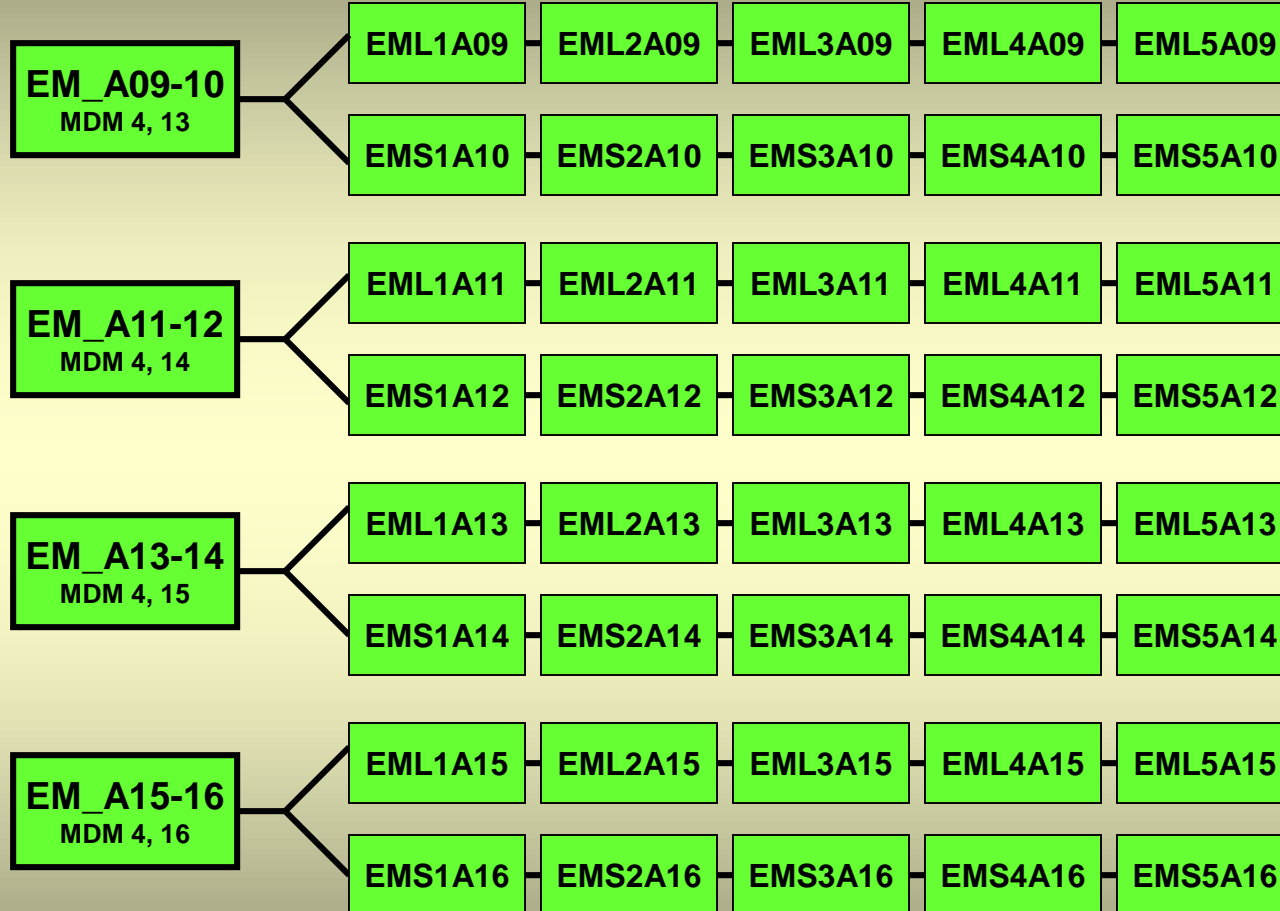 EML1A09 EML2A09 EML3A09 EML4A09 EML5A09
EM_A09-10
MDM 4, 13
EMS1A10 EMS2A10 EMS3A10 EMS4A10 EMS5A10
EML1A11 EML2A11 EML3A11 EML4A11 EML5A11
EM_A11-12
MDM 4, 14
EMS1A12 EMS2A12 EMS3A12 EMS4A12 EMS5A12
EML1A13 EML2A13 EML3A13 EML4A13 EML5A13
EM_A13-14
MDM 4, 15
EMS1A14 EMS2A14 EMS3A14 EMS4A14 EMS5A14
EML1A15 EML2A15 EML3A15 EML4A15 EML5A15
EM_A15-16
MDM 4, 16
EMS1A16 EMS2A16 EMS3A16 EMS4A16 EMS5A16